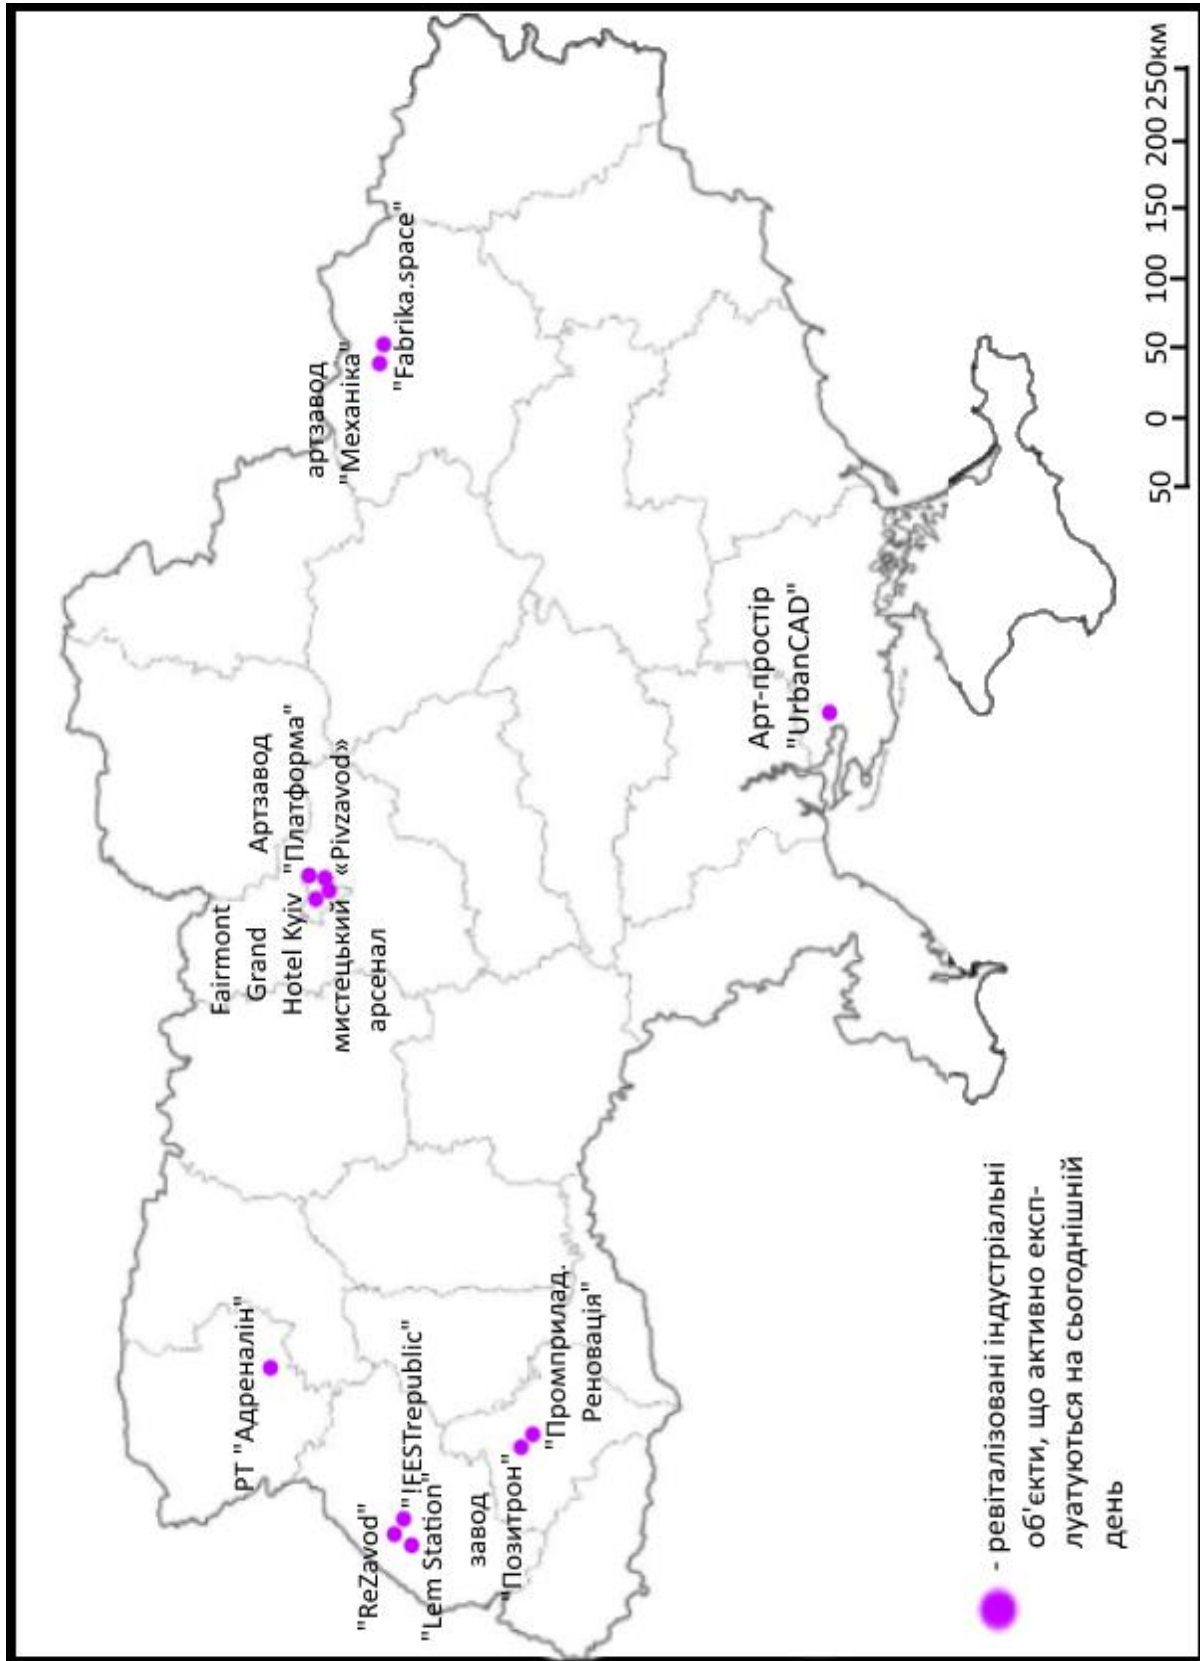 артзавод
"Механіка"
"Fabrika.space"
Fairmont
Grand
Hotel Kyiv
Артзавод
"Платформа"
«Pivzavod»
мистецький
арсенал
Арт-простір
"UrbanCAD"
РТ "Адреналін"
"ReZavod"
"!FESTrepublic"
"Lem Station"
завод
"Позитрон"
"Промприлад.
Реновація"
- ревіталізовані індустріальні
об'єкти, що активно експ-
луатуються на сьогоднішній
день
50 0 50 100 150 200 250км